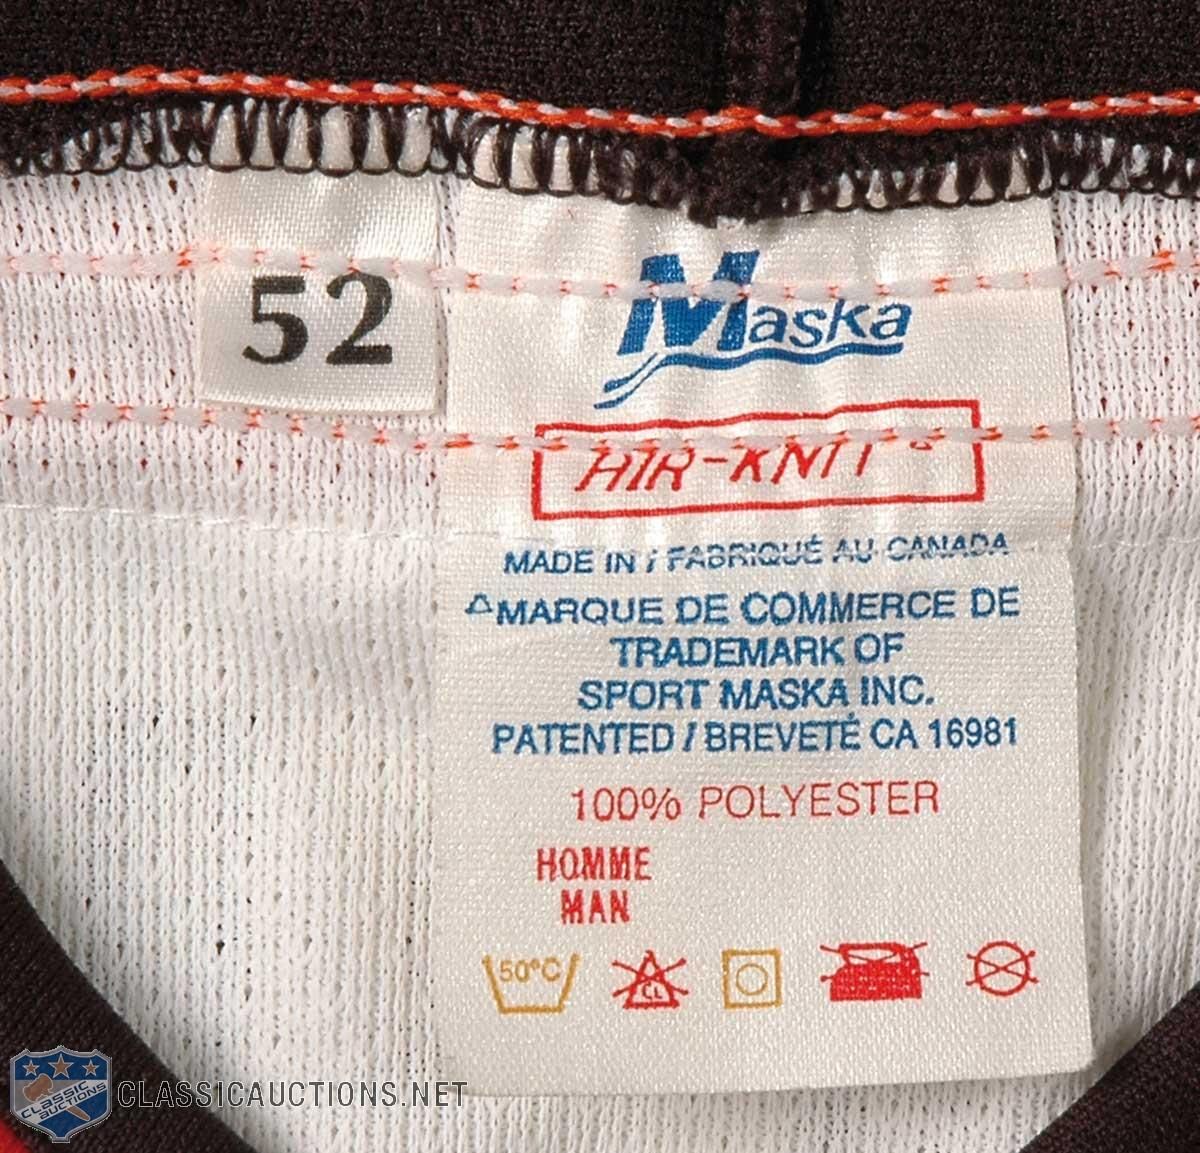 52
Maska
AIR-KNIT
MADE IN / FABRIQUÉ AU CANADA
MARQUE DE COMMERCE DE
TRADEMARK OF
SPORT MASKA INC.
PATENTED / BREVETÉ CA 16981
100% POLYESTER
HOMME
MAN
50°C
CL
CLASSIC
AUCTIONS
CLASSICAUCTIONS.NET